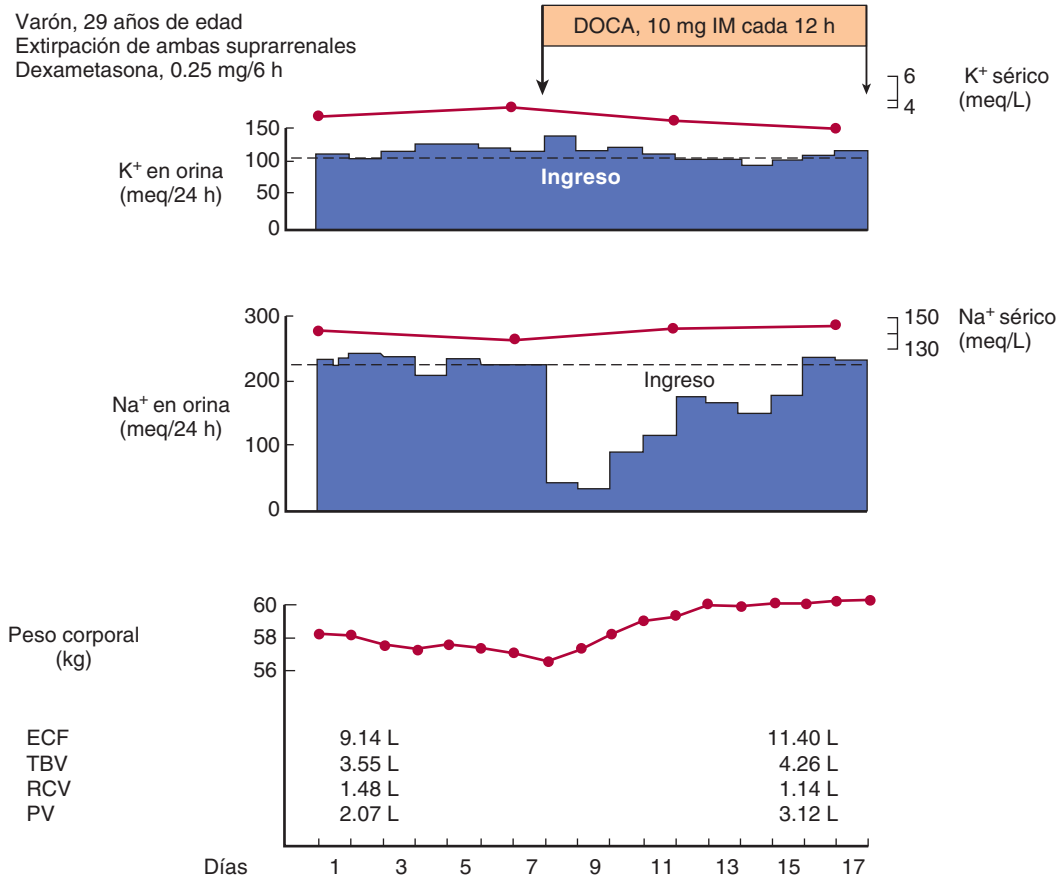 Varón, 29 años de edad
Extirpación de ambas suprarrenales
Dexametasona, 0.25 mg/6 h
DOCA, 10 mg IM cada 12 h
6
4
K+ sérico
(meq/L)
150
100
50
0
K+ en orina
(meq/24 h)
Ingreso
300
200
100
0
Na+ en orina
(meq/24 h)
150
130
Na+ sérico
(meq/L)
Ingreso
60
58
56
Peso corporal
(kg)
ECF 9.14 L 11.40 L
TBV 3.55 L 4.26 L
RCV 1.48 L 1.14 L
PV 2.07 L 3.12 L
Días 1 3 5 7 9 11 13 15 17